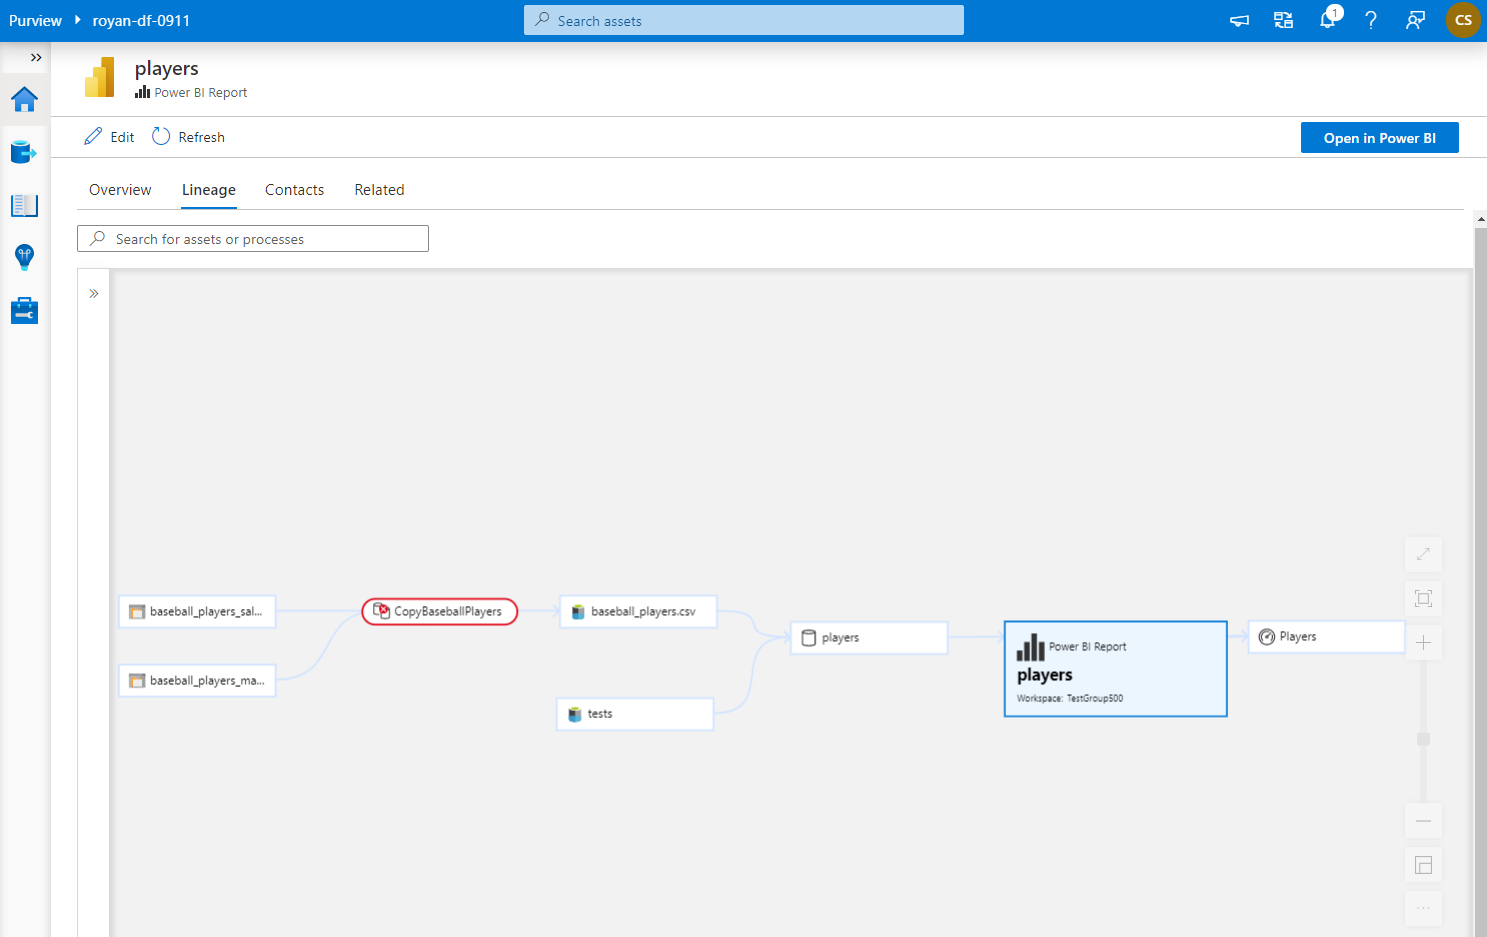 Purview royan-df-0911
Search assets
1
CS
players
Power BI Report
Edit Refresh
Open in Power BI
Overview Lineage Contacts Related
Search for assets or processes
baseball_players_sal...
CopyBaseballPlayers
baseball_players.csv
players
Power BI Report
players
Workspace: TestGroup500
Players
baseball_players_ma...
tests